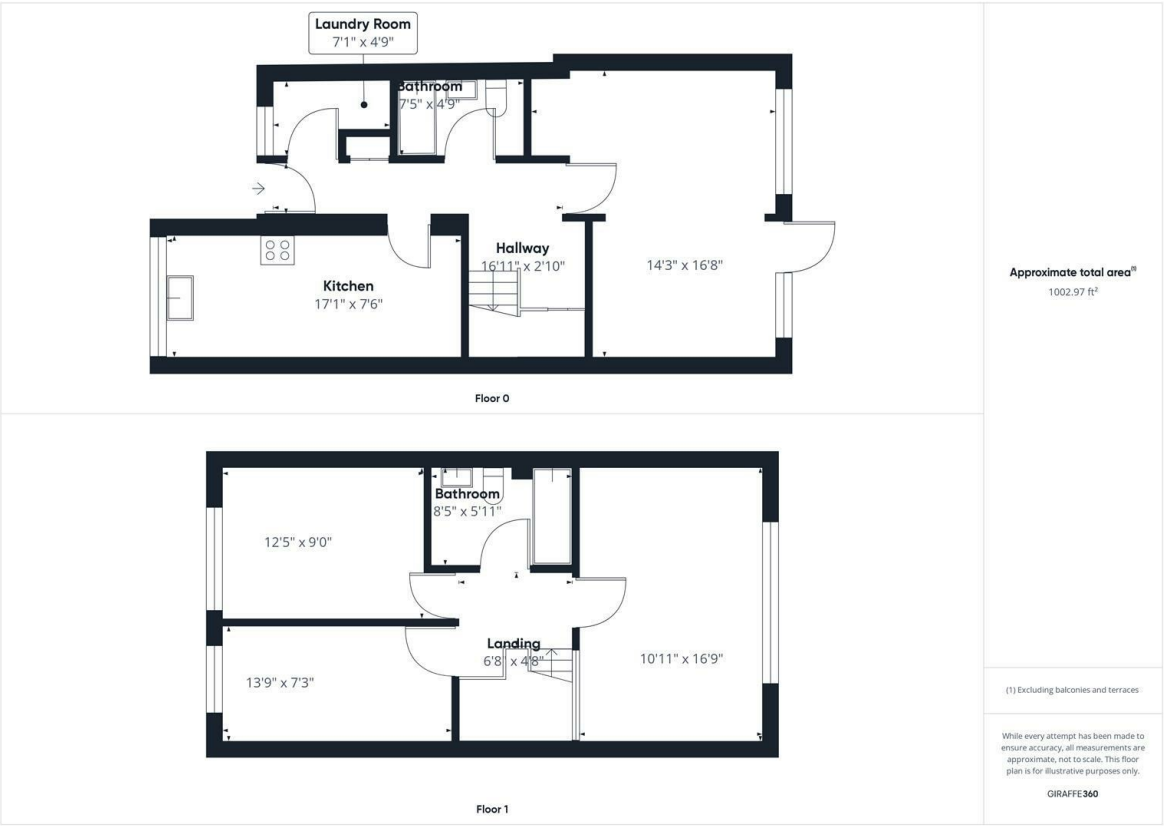 Laundry Room
7'1" x 4'9"
Bathroom
7'5" x 4'9"
Hallway
16'11" x 2'10"
14'3" x 16'8"
Kitchen
17'1" x 7'6"
Floor 0
Bathroom
8'5" x 5'11"
12'5" x 9'0"
Landing
6'8" x 4'8"
10'11" x 16'9"
13'9" x 7'3"
Floor 1
Approximate total area(1)
1002.97 ft²
(1) Excluding balconies and terraces
While every attempt has been made to
ensure accuracy, all measurements are
approximate, not to scale. This floor
plan is for illustrative purposes only.
GIRAFFE360